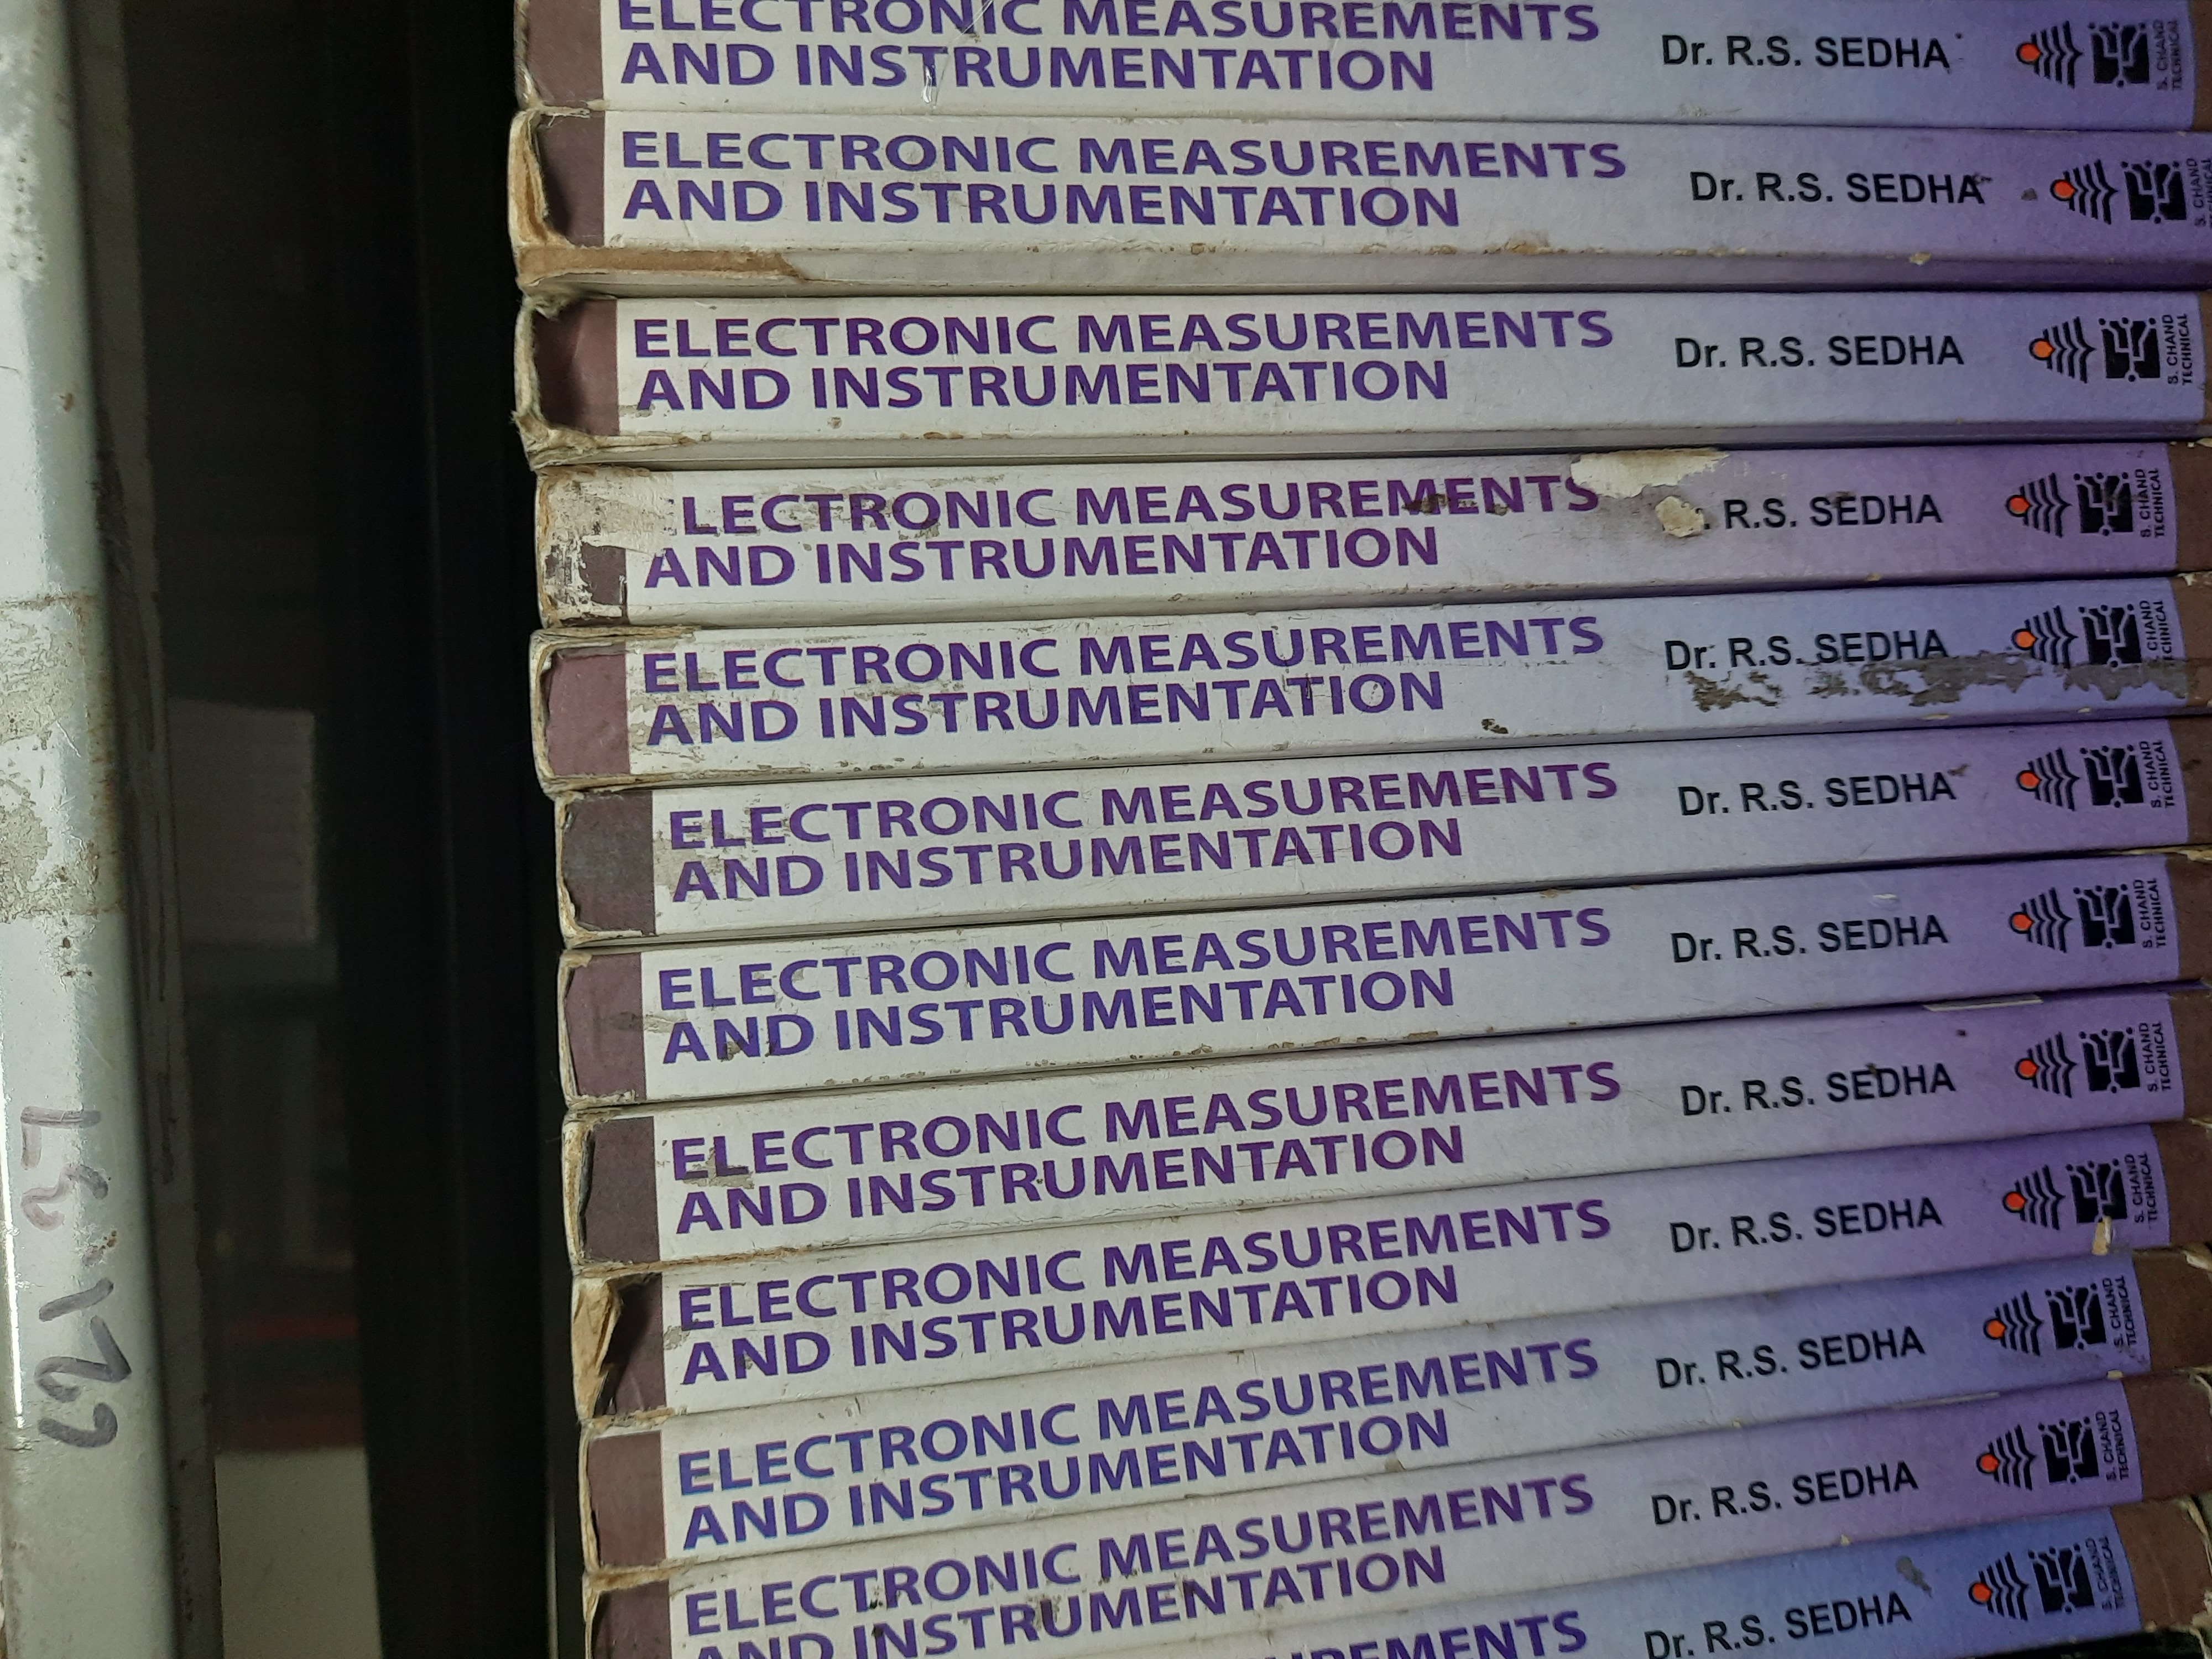 621.37
UREMENTS
Dr. R.S. SEDHA
S. CHAND
TECHNICAL
ELECTRONIC MEASUREMENTS
AND INSTRUMENTATION
Dr. R.S. SEDHA
S. CHAND
TECHNICAL
ELECTRONIC MEASUREMENTS
AND INSTRUMENTATION
Dr. R.S. SEDHA
S. CHAND
TECHNICAL
ELECTRONIC MEASUREMENTS
AND INSTRUMENTATION
Dr. R.S. SEDHA
S. CHAND
TECHNICAL
ELECTRONIC MEASUREMENTS
AND INSTRUMENTATION
Dr. R.S. SEDHA
S. CHAND
TECHNICAL
ELECTRONIC MEASUREMENTS
AND INSTRUMENTATION
Dr. R.S. SEDHA
S. CHAND
TECHNICAL
ELECTRONIC MEASUREMENTS
AND INSTRUMENTATION
Dr. R.S. SEDHA
S. CHAND
TECHNICAL
ELECTRONIC MEASUREMENTS
AND INSTRUMENTATION
Dr. R.S. SEDHA
CHAND
TECHNICAL
LECTRONIC MEASUREMENTS
AND INSTRUMENTATION
R.S. SEDHA
S. CHAND
TECHNICAL
ELECTRONIC MEASUREMENTS
AND INSTRUMENTATION
Dr. R.S. SEDHA
S. CHAND
TECHNICAL
ELECTRONIC MEASUREMENTS
AND INSTRUMENTATION
Dr. R.S. SEDHA
S. CHAND
TECHNICAL
ELECTRONIC MEASUREMENTS
AND INSTRUMENTATION
Dr. R.S. SEDHA
S. CHAND
TECHNICAL